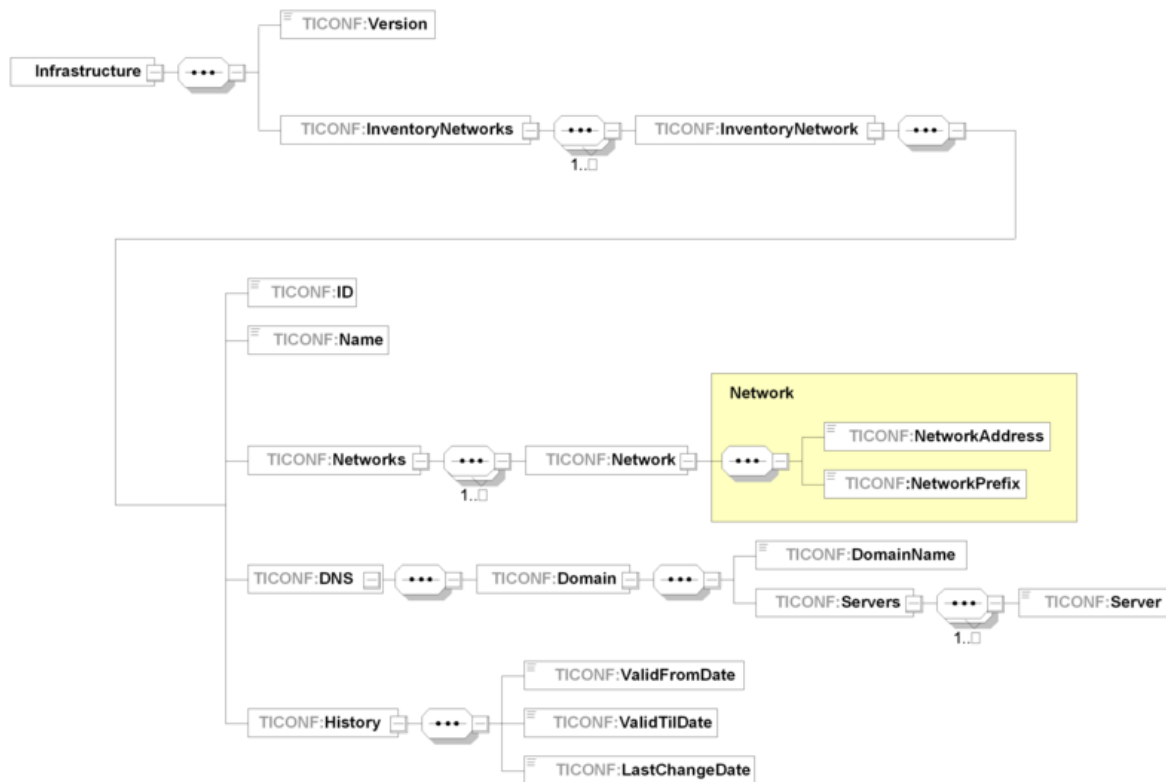 TICONF:Version
Infrastructure
TICONF:InventoryNetworks
TICONF:InventoryNetwork
1..□
TICONF:ID
TICONF:Name
Network
TICONF:NetworkAddress
TICONF:Networks
TICONF:Network
TICONF:NetworkPrefix
1..□
TICONF:DomainName
TICONF:DNS
TICONF:Domain
TICONF:Servers
TICONF:Server
1..□
TICONF:ValidFromDate
TICONF:History
TICONF:ValidTilDate
TICONF:LastChangeDate